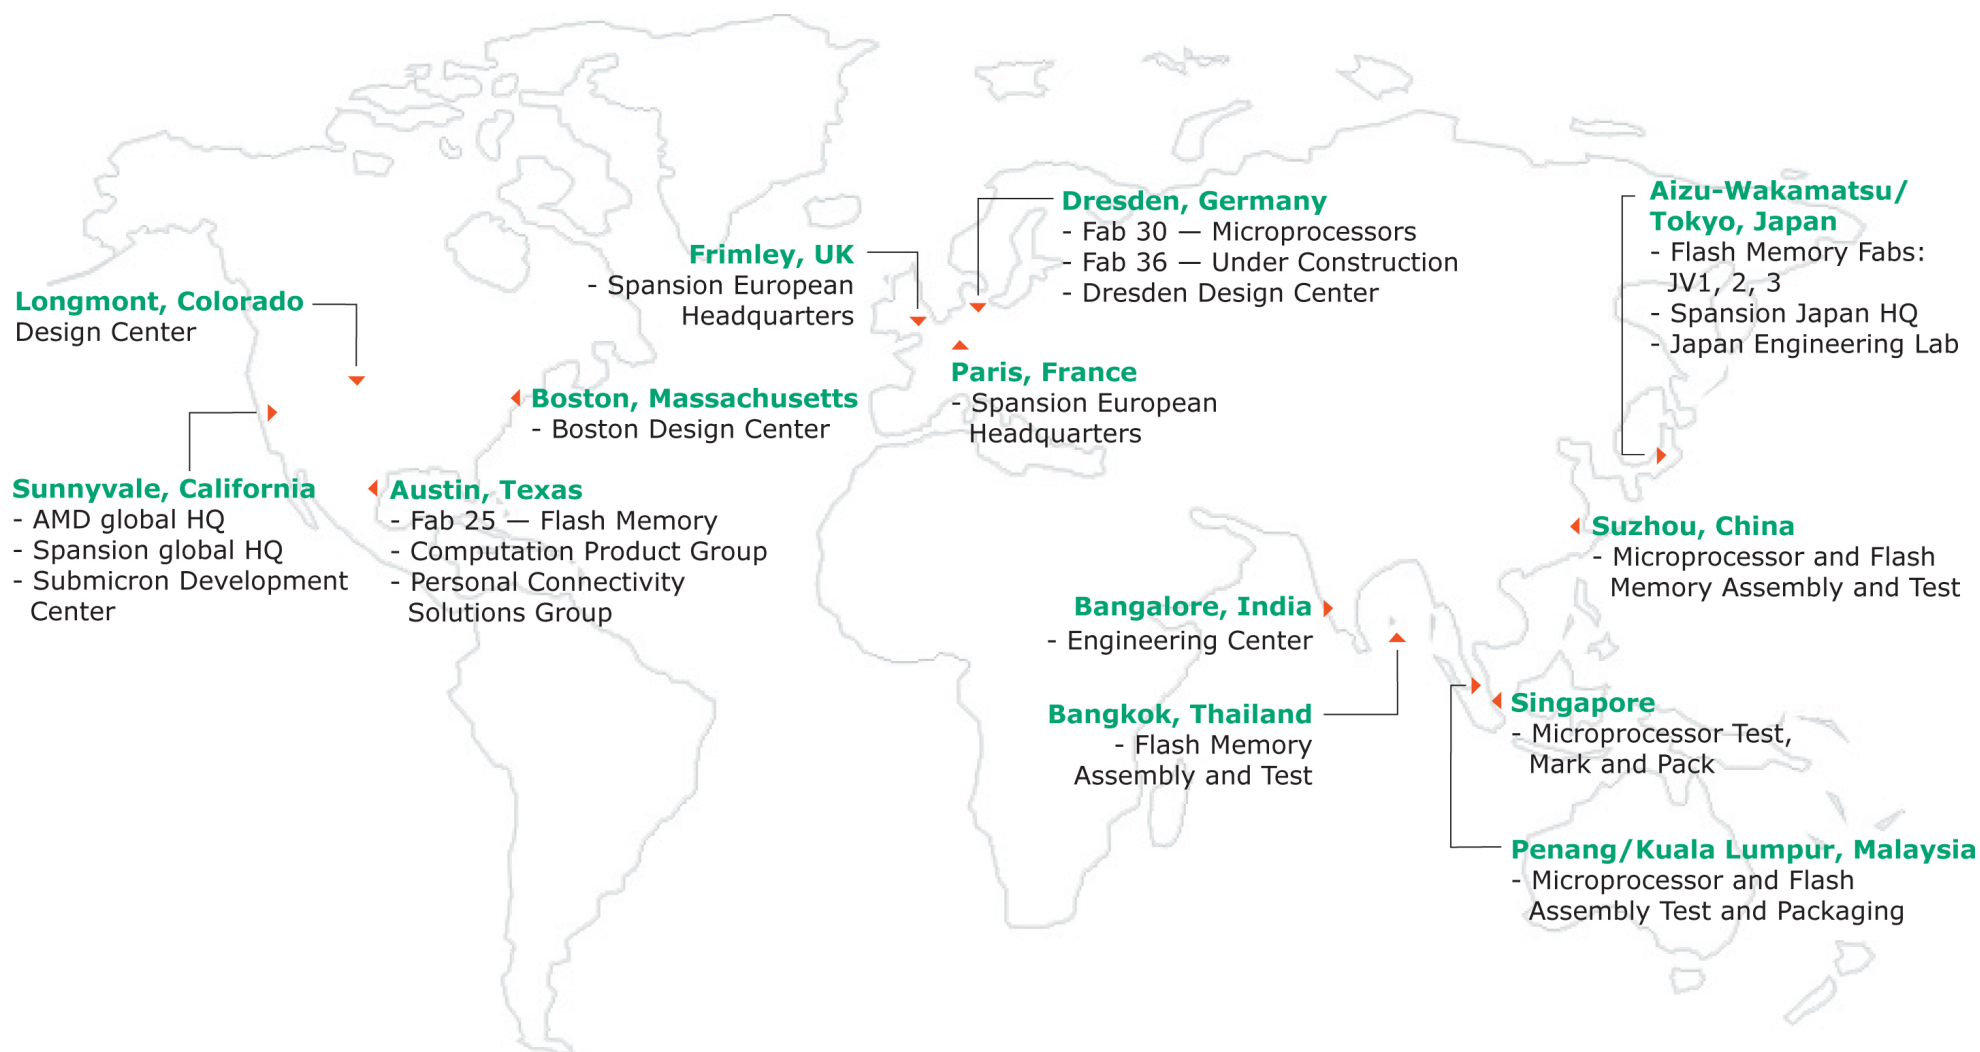 Longmont, Colorado
Design Center
Sunnyvale, California
- AMD global HQ
- Spansion global HQ
- Submicron Development
Center
Austin, Texas
- Fab 25 — Flash Memory
- Computation Product Group
- Personal Connectivity
Solutions Group
Boston, Massachusetts
- Boston Design Center
Frimley, UK
- Spansion European
Headquarters
Dresden, Germany
- Fab 30 — Microprocessors
- Fab 36 — Under Construction
- Dresden Design Center
Paris, France
- Spansion European
Headquarters
Aizu-Wakamatsu/
Tokyo, Japan
- Flash Memory Fabs:
JV1, 2, 3
- Spansion Japan HQ
- Japan Engineering Lab
Suzhou, China
- Microprocessor and Flash
Memory Assembly and Test
Bangalore, India
- Engineering Center
Bangkok, Thailand
- Flash Memory
Assembly and Test
Singapore
- Microprocessor Test,
Mark and Pack
Penang/Kuala Lumpur, Malaysia
- Microprocessor and Flash
Assembly Test and Packaging